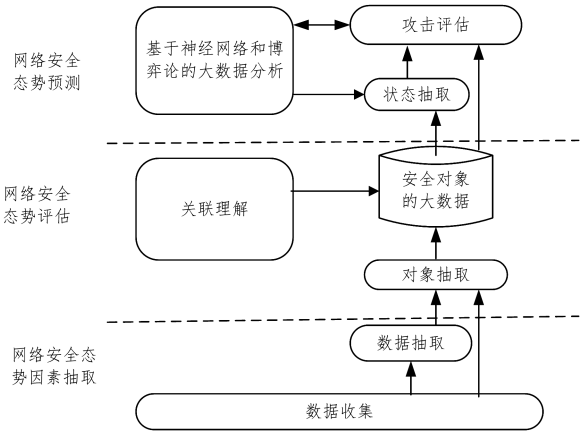 网络安全
态势预测
基于神经网络和博
弈论的大数据分析
攻击评估
状态抽取
网络安全
态势评估
关联理解
安全对象
的大数据
对象抽取
网络安全态
势因素抽取
数据抽取
数据收集